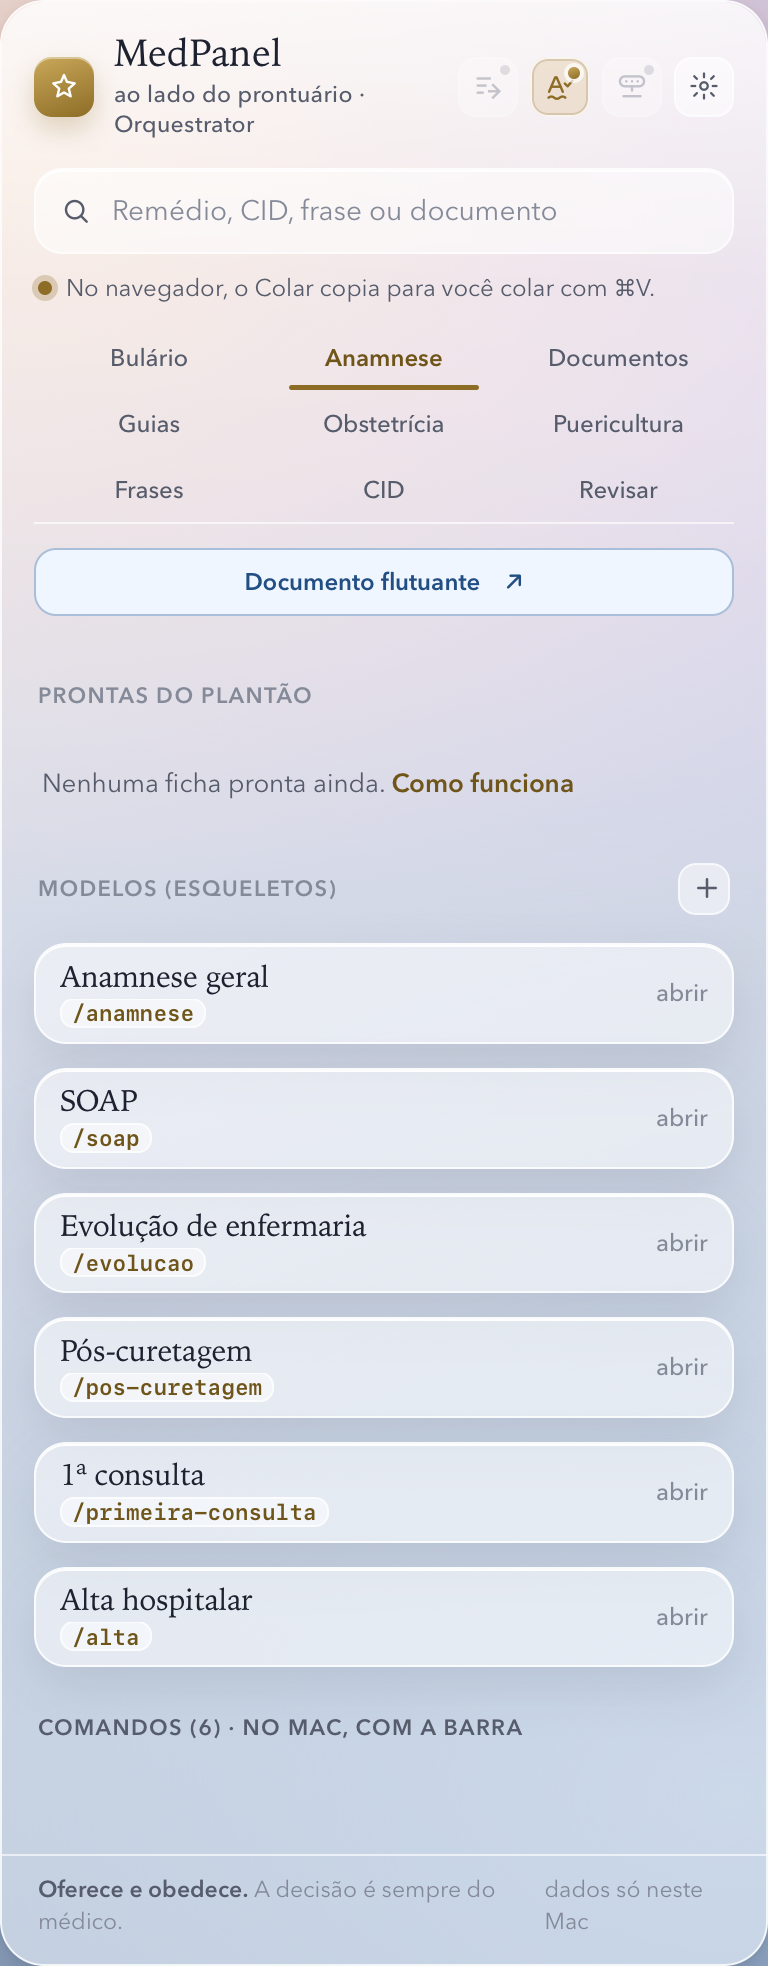 MedPanel
ao lado do prontuário ·
Orquestrator
Remédio, CID, frase ou documento
No navegador, o Colar copia para você colar com ⌘V.
Bulário Anamnese Documentos
Guias Obstetrícia Puericultura
Frases CID Revisar
Documento flutuante ↗
PRONTAS DO PLANTÃO
Nenhuma ficha pronta ainda. Como funciona
MODELOS (ESQUELETOS)
Anamnese geral
/anamnese
abrir
SOAP
/soap
abrir
Evolução de enfermaria
/evolucao
abrir
Pós-curetagem
/pos-curetagem
abrir
1ª consulta
/primeira-consulta
abrir
Alta hospitalar
/alta
abrir
COMANDOS (6) · NO MAC, COM A BARRA
Oferece e obedece. A decisão é sempre do
médico.
dados só neste
Mac